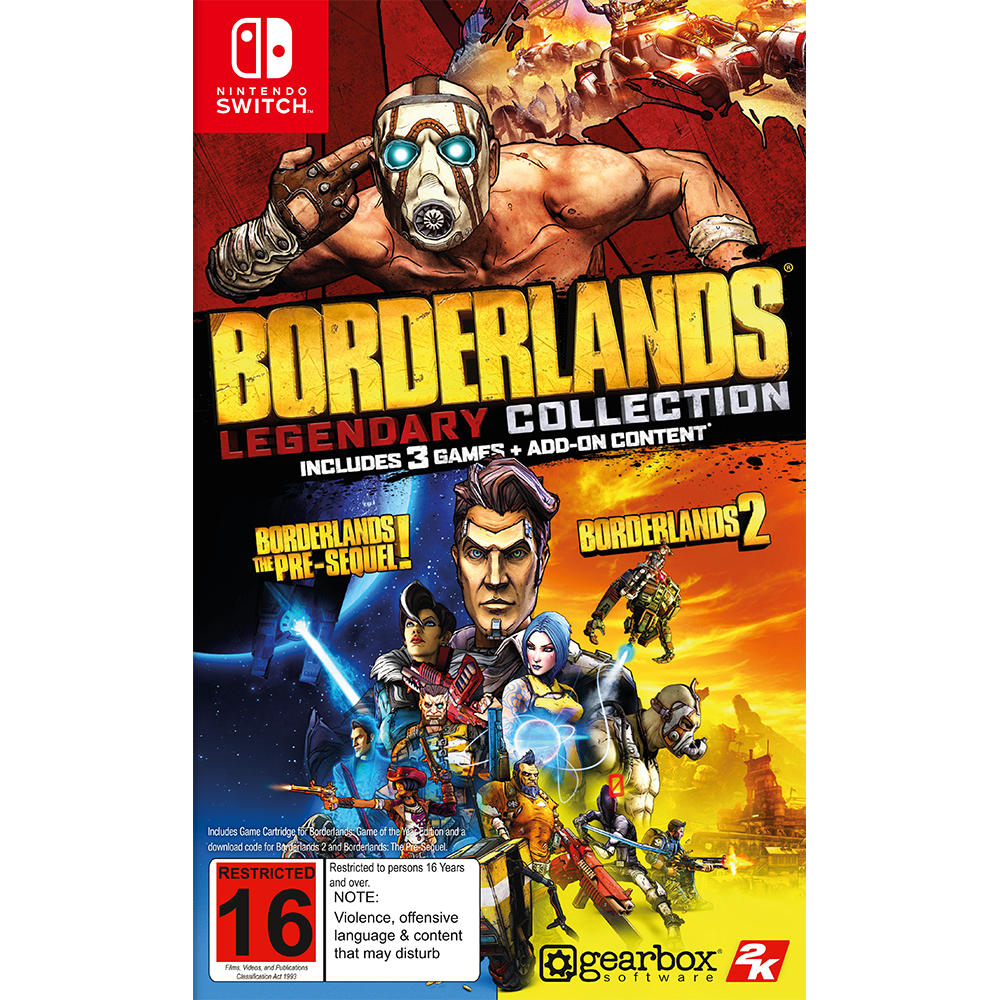 NINTENDO
SWITCH™
BORDERLANDS®
LEGENDARY COLLECTION
INCLUDES 3 GAMES + ADD-ON CONTENT*
BORDERLANDS
THE PRE-SEQUEL!
BORDERLANDS 2
0
Includes Game Cartridge for Borderlands: Game of the Year Edition and a
download code for Borderlands 2 and Borderlands: The Pre-Sequel.
RESTRICTED
16
Films, Videos, and Publications
Classification Act 1993
Restricted to persons 16 Years
and over.
NOTE:
Violence, offensive
language & content
that may disturb
gearbox®
software
2K